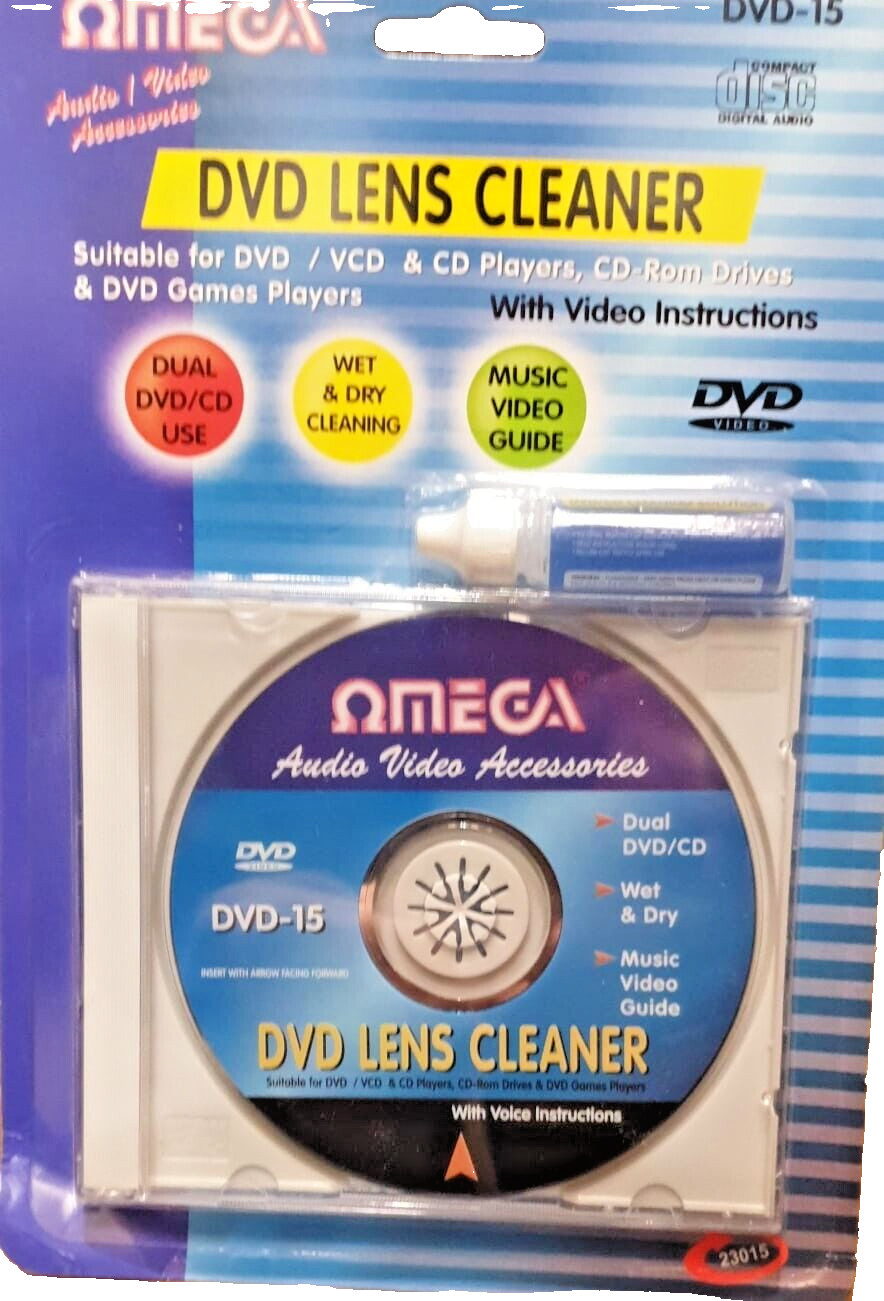 ΩMEGA
DVD-15
Audio / Video
Accessories
COMPACT
disc
DIGITAL AUDIO
DVD LENS CLEANER
Suitable for DVD / VCD & CD Players, CD-Rom Drives
& DVD Games Players
With Video Instructions
DUAL
DVD/CD
USE
WET
& DRY
CLEANING
MUSIC
VIDEO
GUIDE
DVD
VIDEO
ΩMEGA
Audio Video Accessories
DVD
VIDEO
DVD-15
INSERT WITH ARROW FACING FORWARD
Dual
DVD/CD
Wet
& Dry
Music
Video
Guide
DVD LENS CLEANER
Suitable for DVD / VCD & CD Players, CD-Rom Drives & DVD Games Players
With Voice Instructions
23015